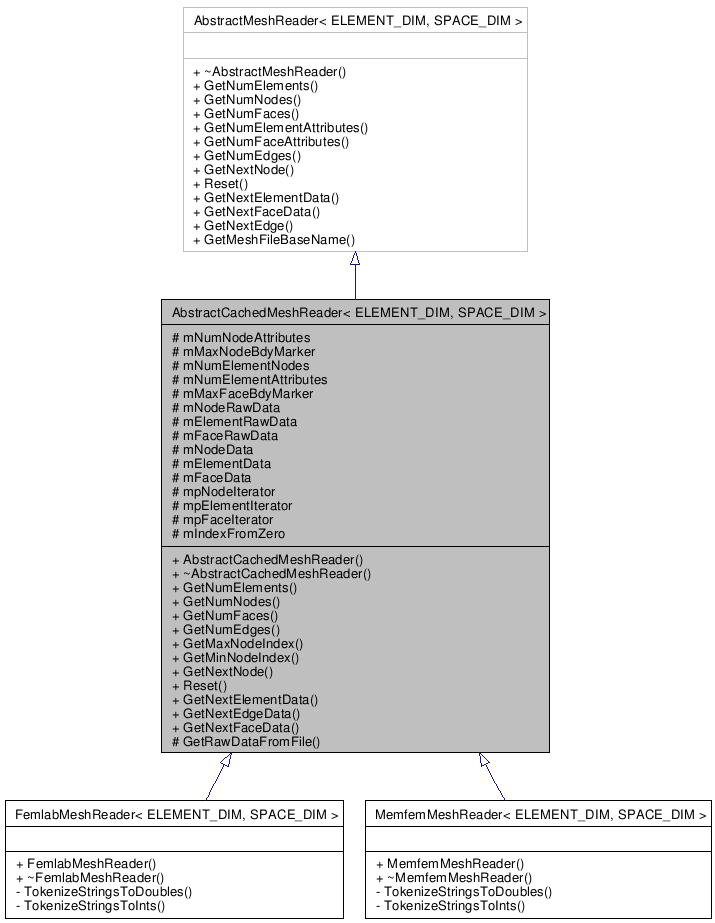 AbstractMeshReader< ELEMENT_DIM, SPACE_DIM >
+ ~AbstractMeshReader()
+ GetNumElements()
+ GetNumNodes()
+ GetNumFaces()
+ GetNumElementAttributes()
+ GetNumFaceAttributes()
+ GetNumEdges()
+ GetNextNode()
+ Reset()
+ GetNextElementData()
+ GetNextFaceData()
+ GetNextEdge()
+ GetMeshFileBaseName()
AbstractCachedMeshReader< ELEMENT_DIM, SPACE_DIM >
# mNumNodeAttributes
# mMaxNodeBdyMarker
# mNumElementNodes
# mNumElementAttributes
# mMaxFaceBdyMarker
# mNodeRawData
# mElementRawData
# mFaceRawData
# mNodeData
# mElementData
# mFaceData
# mpNodeIterator
# mpElementIterator
# mpFaceIterator
# mIndexFromZero
+ AbstractCachedMeshReader()
+ ~AbstractCachedMeshReader()
+ GetNumElements()
+ GetNumNodes()
+ GetNumFaces()
+ GetNumEdges()
+ GetMaxNodeIndex()
+ GetMinNodeIndex()
+ GetNextNode()
+ Reset()
+ GetNextElementData()
+ GetNextEdgeData()
+ GetNextFaceData()
# GetRawDataFromFile()
FemlabMeshReader< ELEMENT_DIM, SPACE_DIM >
+ FemlabMeshReader()
+ ~FemlabMeshReader()
- TokenizeStringsToDoubles()
- TokenizeStringsToInts()
MemfemMeshReader< ELEMENT_DIM, SPACE_DIM >
+ MemfemMeshReader()
+ ~MemfemMeshReader()
- TokenizeStringsToDoubles()
- TokenizeStringsToInts()